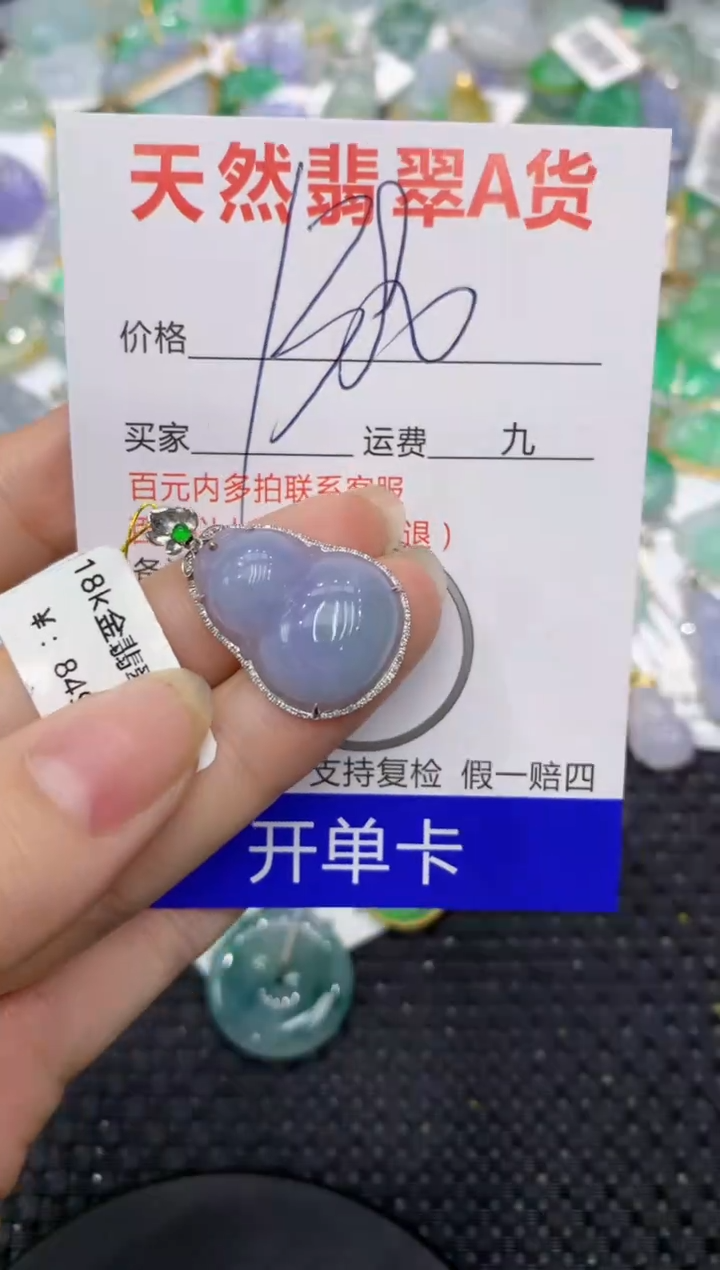 天然翡翠A货
价格
买家 运费 九
百元内多拍联系客服
退）
支持复检 假一赔四
开单卡
18k金翡
849